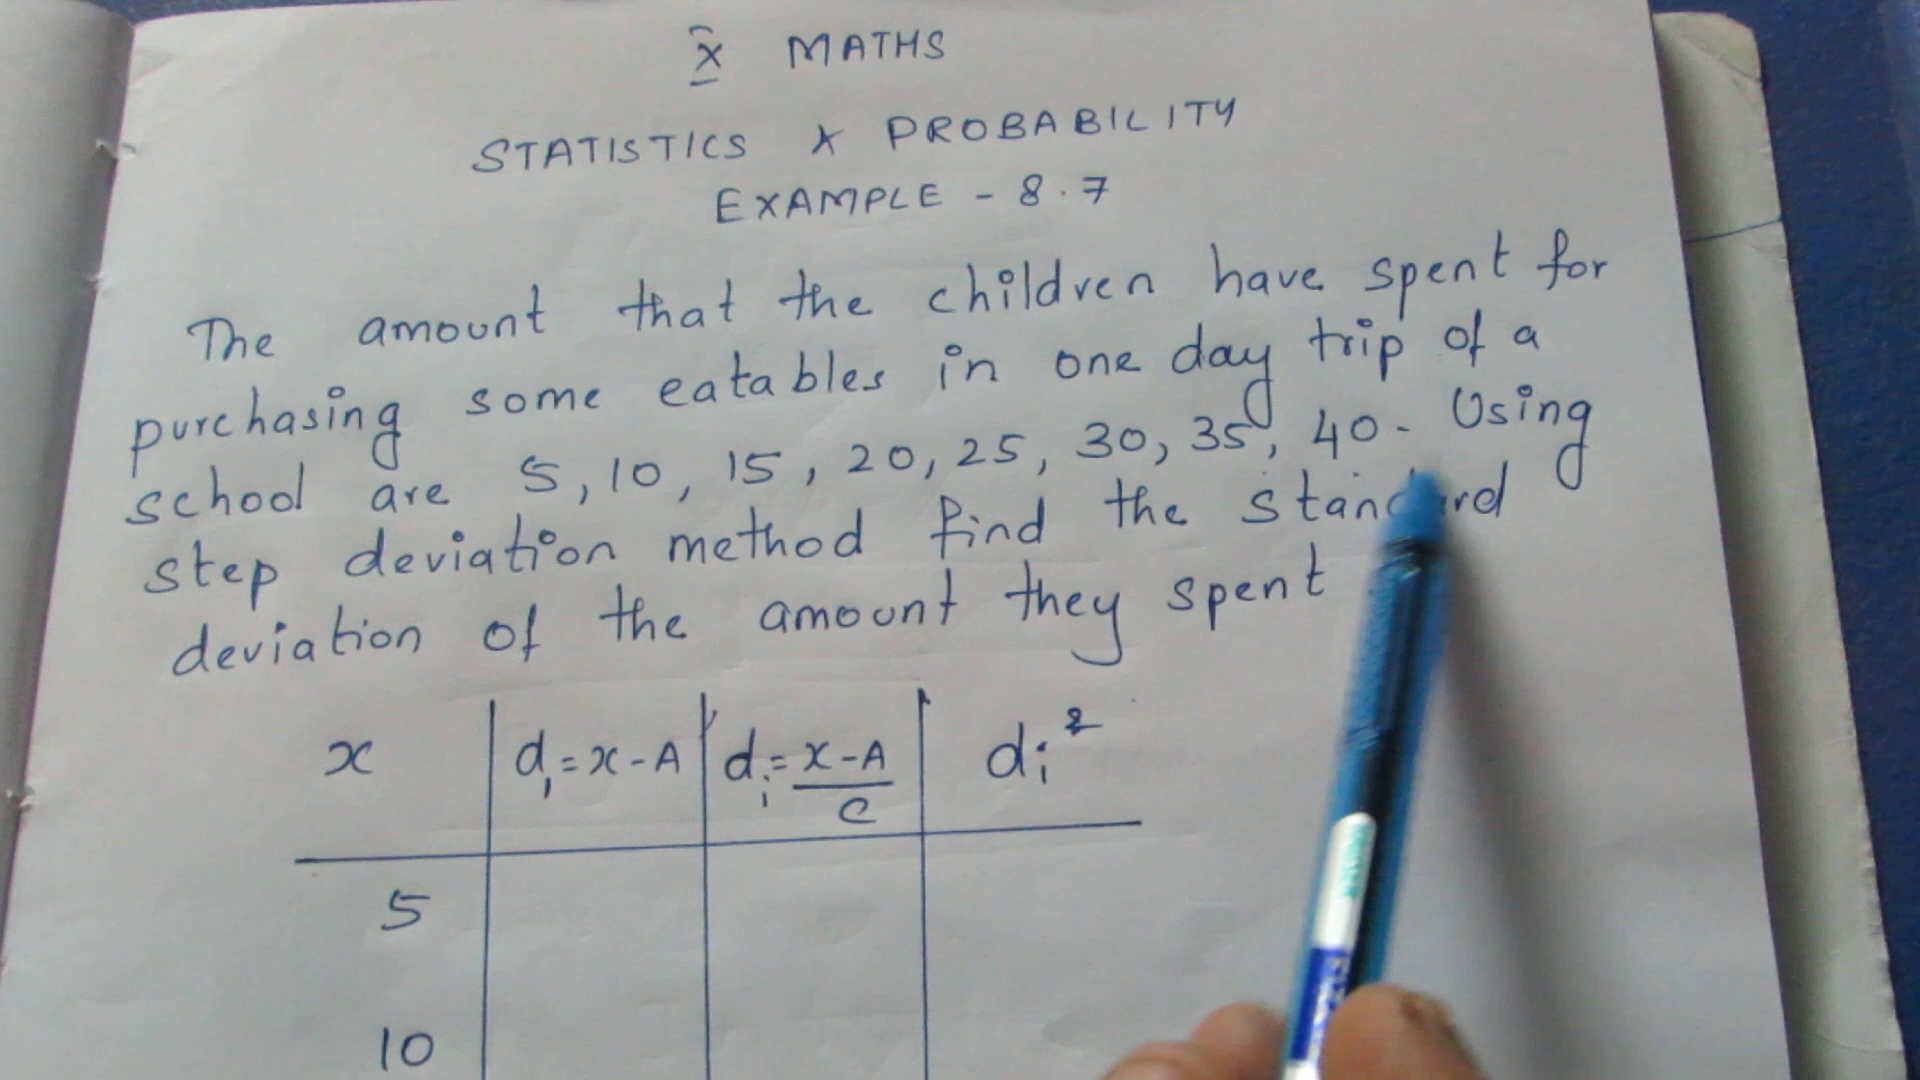 X MATHS
STATISTICS & PROBABILITY
EXAMPLE - 8.7
The amount that the children have spent for
purchasing some eatables in one day trip of a
school are 5, 10, 15, 20, 25, 30, 35, 40. Using
step deviation method find the standard
deviation of the amount they spent
x | d₁ = x - A | dᵢ = x - A / c | dᵢ²
5
10